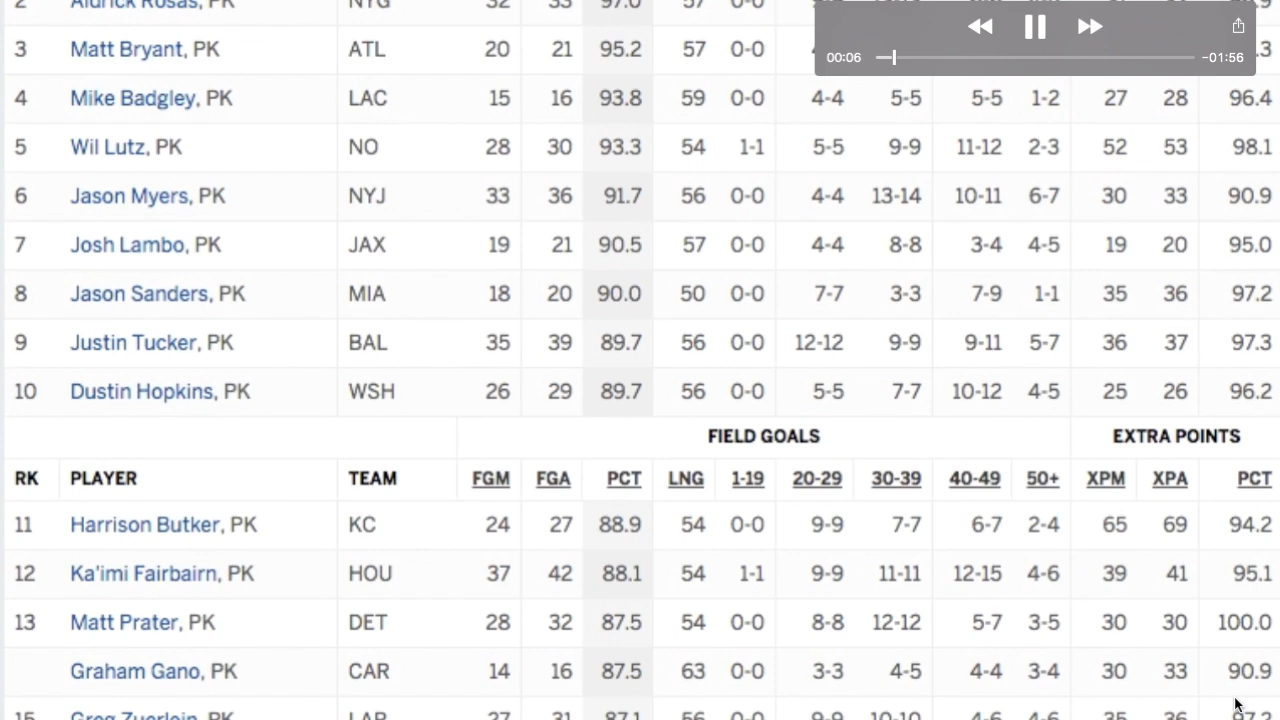 2 Aldrick Rosas, PK NYG 32 33 97.0 57 0-0
3 Matt Bryant, PK ATL 20 21 95.2 57 0-0
00:06 −01:56
4 Mike Badgley, PK LAC 15 16 93.8 59 0-0 4-4 5-5 5-5 1-2 27 28 96.4
5 Wil Lutz, PK NO 28 30 93.3 54 1-1 5-5 9-9 11-12 2-3 52 53 98.1
6 Jason Myers, PK NYJ 33 36 91.7 56 0-0 4-4 13-14 10-11 6-7 30 33 90.9
7 Josh Lambo, PK JAX 19 21 90.5 57 0-0 4-4 8-8 3-4 4-5 19 20 95.0
8 Jason Sanders, PK MIA 18 20 90.0 50 0-0 7-7 3-3 7-9 1-1 35 36 97.2
9 Justin Tucker, PK BAL 35 39 89.7 56 0-0 12-12 9-9 9-11 5-7 36 37 97.3
10 Dustin Hopkins, PK WSH 26 29 89.7 56 0-0 5-5 7-7 10-12 4-5 25 26 96.2
FIELD GOALS EXTRA POINTS
RK PLAYER TEAM FGM FGA PCT LNG 1-19 20-29 30-39 40-49 50+ XPM XPA PCT
11 Harrison Butker, PK KC 24 27 88.9 54 0-0 9-9 7-7 6-7 2-4 65 69 94.2
12 Ka'imi Fairbairn, PK HOU 37 42 88.1 54 1-1 9-9 11-11 12-15 4-6 39 41 95.1
13 Matt Prater, PK DET 28 32 87.5 54 0-0 8-8 12-12 5-7 3-5 30 30 100.0
Graham Gano, PK CAR 14 16 87.5 63 0-0 3-3 4-5 4-4 3-4 30 33 90.9
15 Greg Zuerlein, PK LAR 27 31 87.1 56 0-0 9-9 10-10 4-6 4-6 35 36 97.2